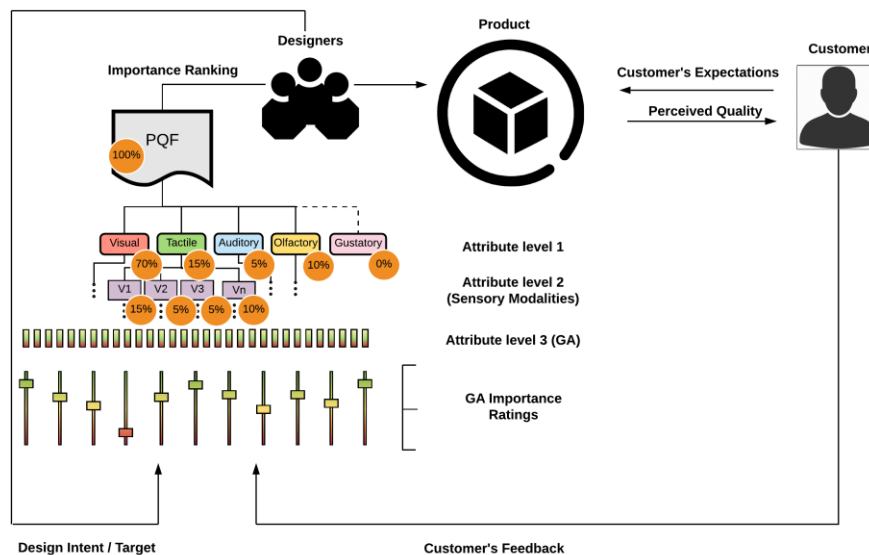 Product
Designers
Customer
Importance Ranking
Customer's Expectations
Perceived Quality
PQF
100%
Visual
Tactile
Auditory
Olfactory
Gustatory
Attribute level 1
70%
15%
5%
10%
0%
Attribute level 2
(Sensory Modalities)
V1
V2
V3
Vn
15%
5%
5%
10%
Attribute level 3 (GA)
GA Importance
Ratings
Design Intent / Target
Customer's Feedback